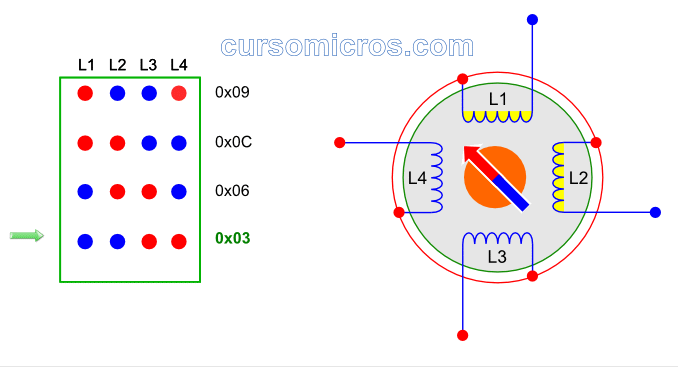 cursomicros.com
L1 L2 L3 L4
0x09
0x0C
0x06
0x03
L1
L2
L4
L3